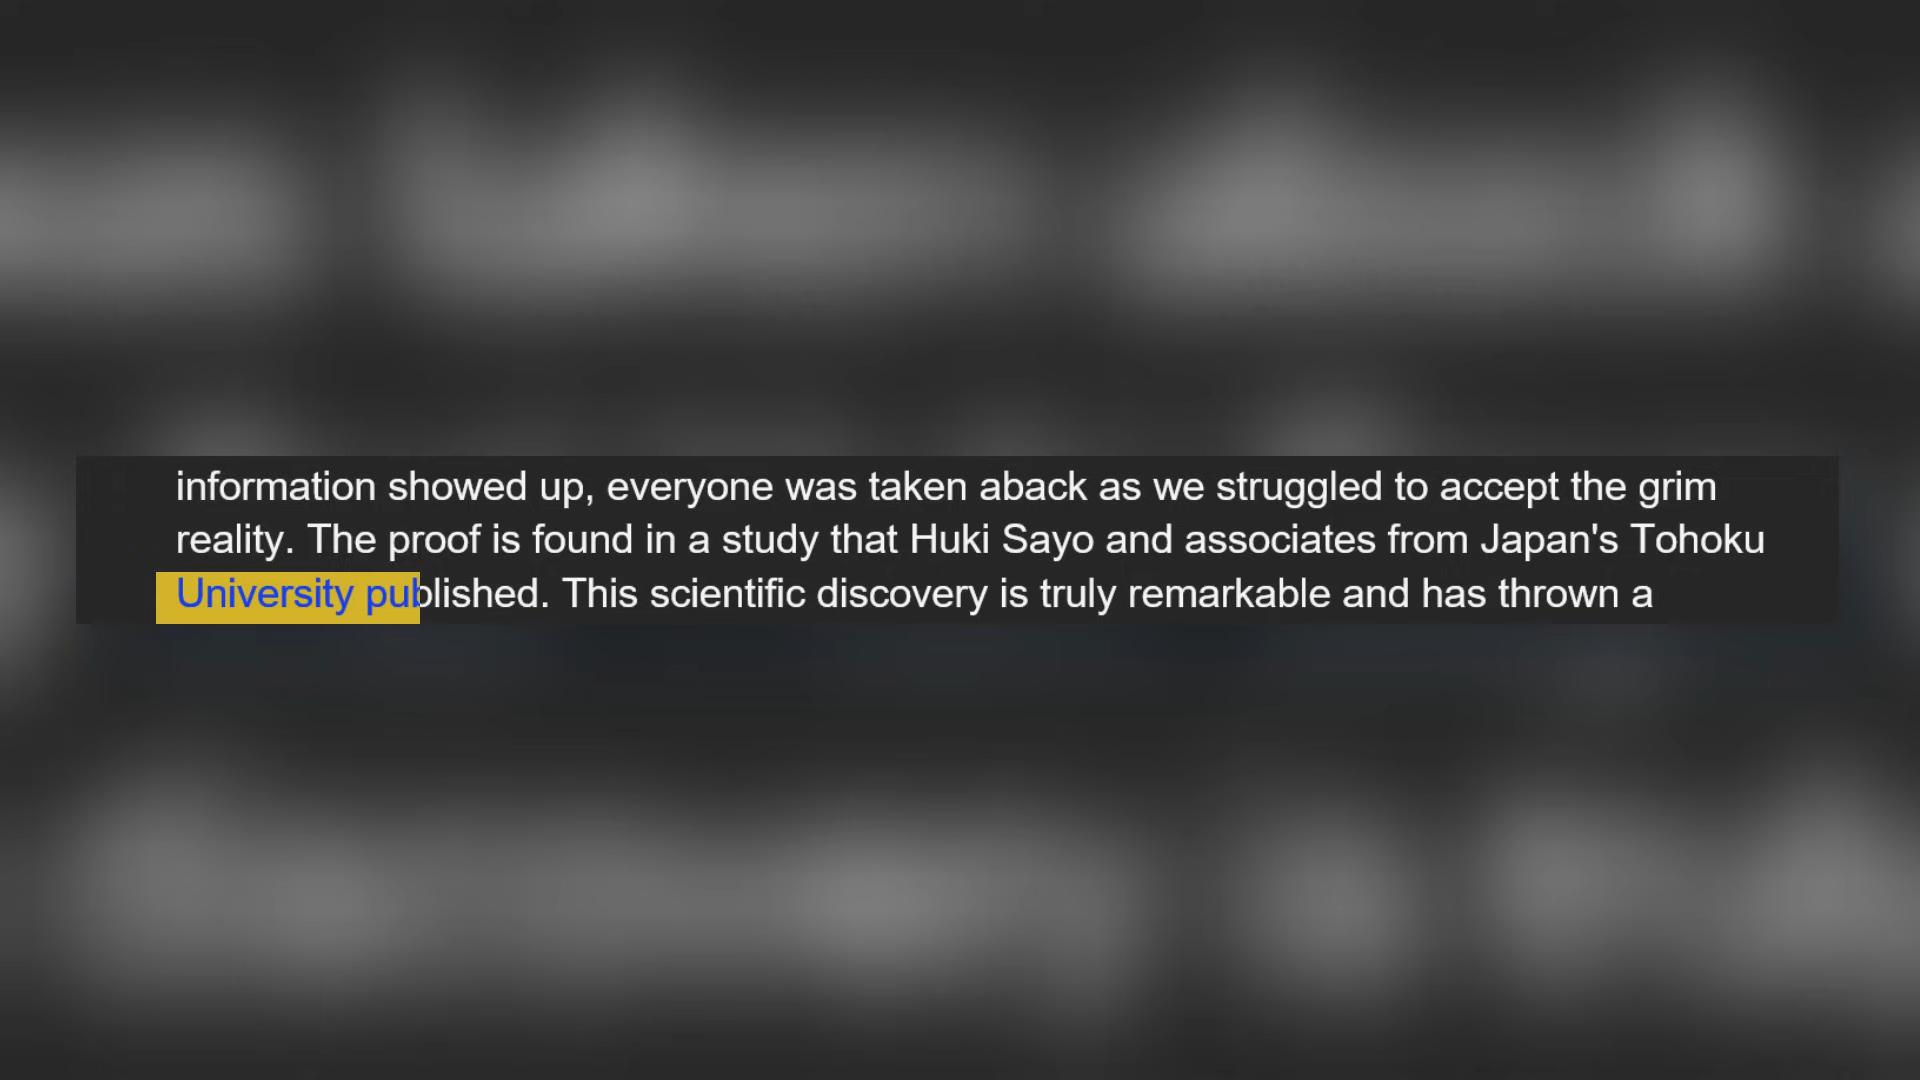 information showed up, everyone was taken aback as we struggled to accept the grim
reality. The proof is found in a study that Huki Sayo and associates from Japan's Tohoku
University published. This scientific discovery is truly remarkable and has thrown a